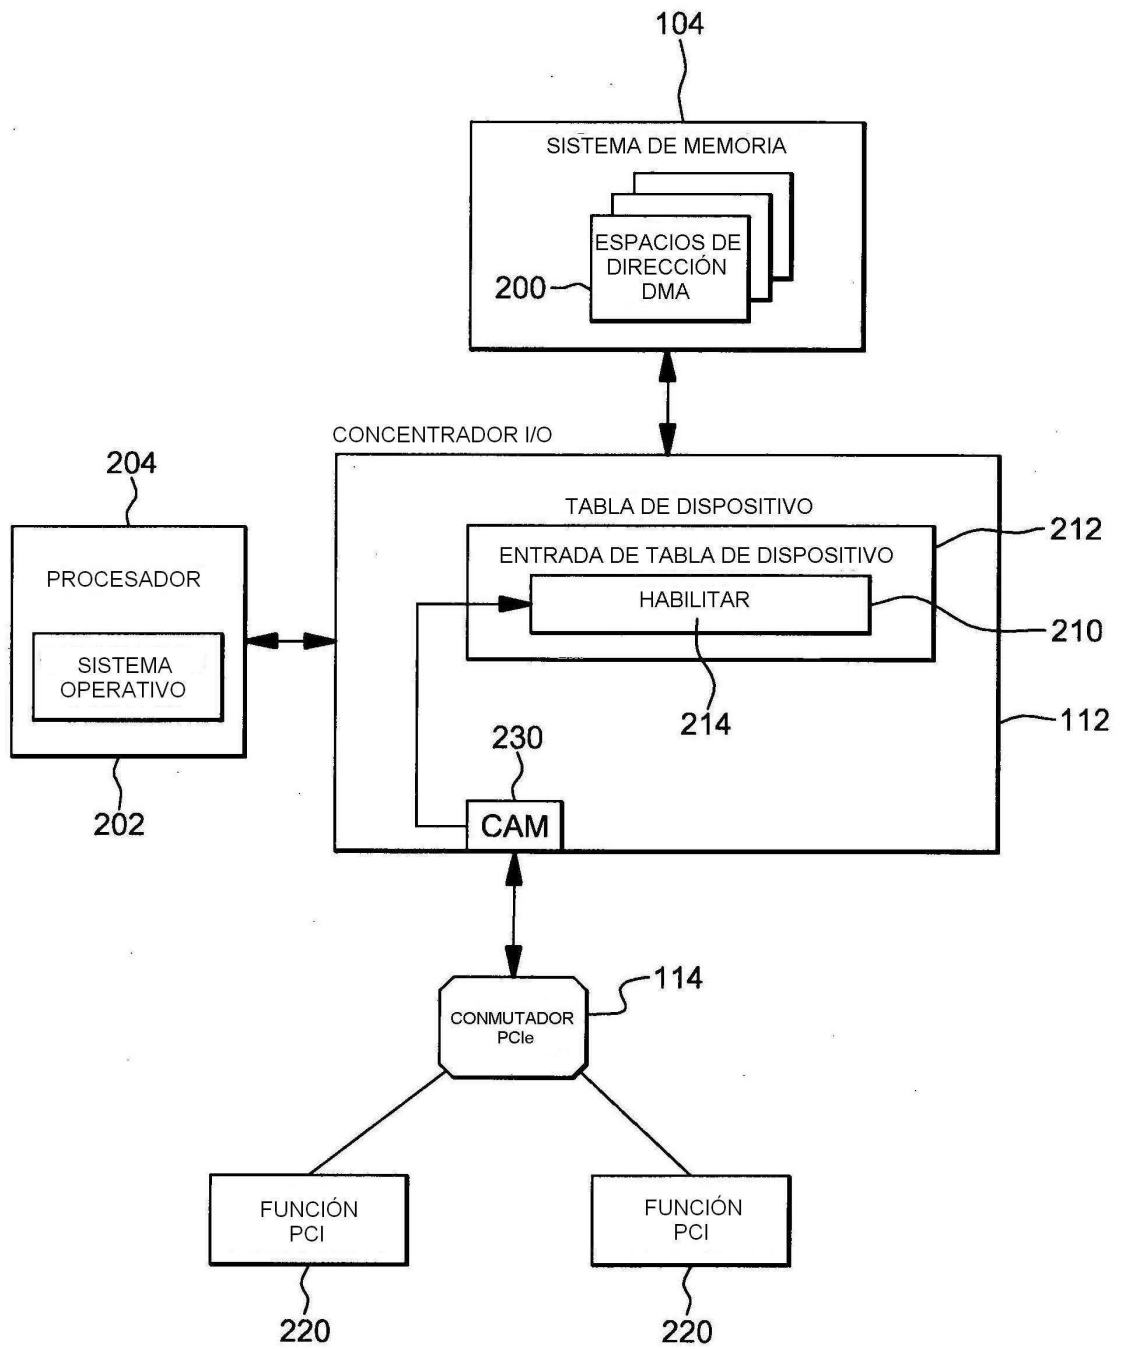 104
SISTEMA DE MEMORIA
ESPACIOS DE
DIRECCIÓN
DMA
200
CONCENTRADOR I/O
204
TABLA DE DISPOSITIVO
212
ENTRADA DE TABLA DE DISPOSITIVO
PROCESADOR
HABILITAR
210
SISTEMA
OPERATIVO
214
112
230
202
CAM
114
CONMUTADOR
PCIe
FUNCIÓN
PCI
FUNCIÓN
PCI
220
220